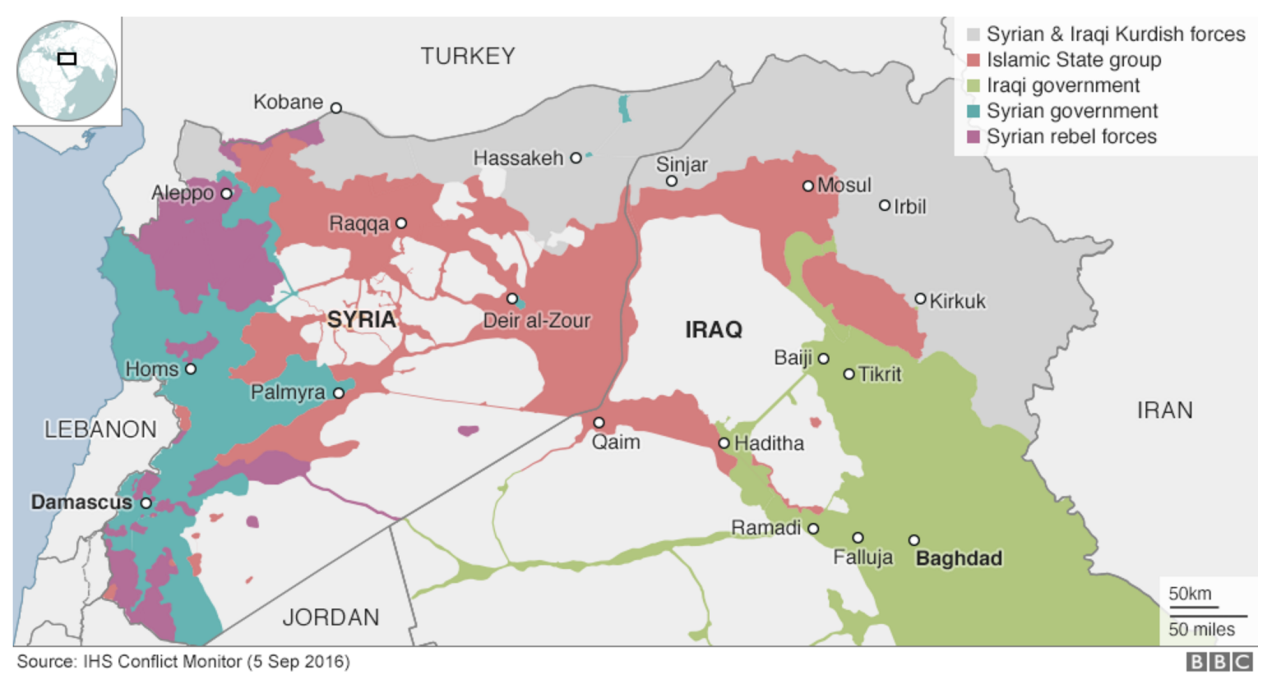 TURKEY
Syrian & Iraqi Kurdish forces
Islamic State group
Iraqi government
Syrian government
Syrian rebel forces
Kobane
Hassakeh
Sinjar
Mosul
Irbil
Aleppo
Raqqa
Kirkuk
Deir al-Zour
SYRIA
IRAQ
Baiji
Tikrit
Homs
Palmyra
IRAN
LEBANON
Qaim
Haditha
Damascus
Ramadi
Falluja
Baghdad
JORDAN
50km
50 miles
Source: IHS Conflict Monitor (5 Sep 2016)
BBC